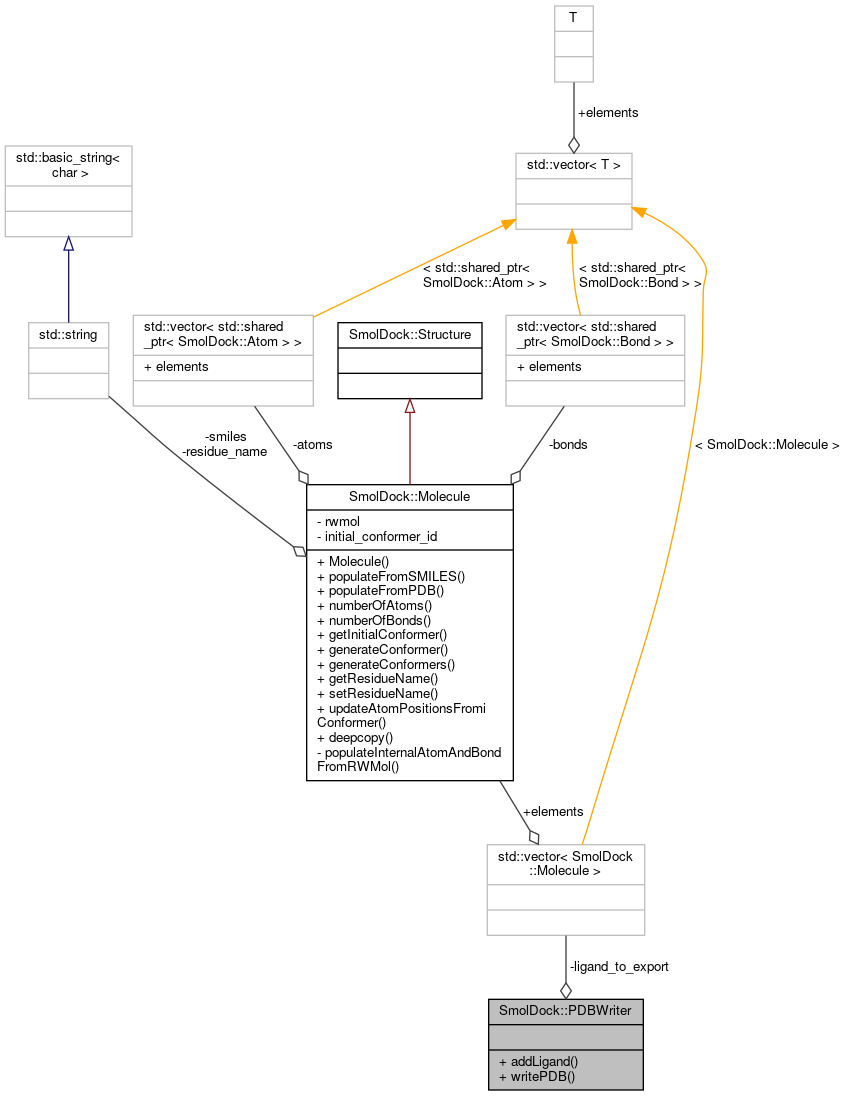 T
+elements
std::basic_string<
char >
std::vector< T >
< std::shared_ptr<
SmolDock::Atom > >
< std::shared_ptr<
SmolDock::Bond > >
std::string
std::vector< std::shared
_ptr< SmolDock::Atom > >
+ elements
SmolDock::Structure
std::vector< std::shared
_ptr< SmolDock::Bond > >
+ elements
-smiles
-residue_name
-atoms
-bonds
< SmolDock::Molecule >
SmolDock::Molecule
- rwmol
- initial_conformer_id
+ Molecule()
+ populateFromSMILES()
+ populateFromPDB()
+ numberOfAtoms()
+ numberOfBonds()
+ getInitialConformer()
+ generateConformer()
+ generateConformers()
+ getResidueName()
+ setResidueName()
+ updateAtomPositionsFromi
Conformer()
+ deepcopy()
- populateInternalAtomAndBond
FromRWMol()
+elements
std::vector< SmolDock
::Molecule >
-ligand_to_export
SmolDock::PDBWriter
+ addLigand()
+ writePDB()